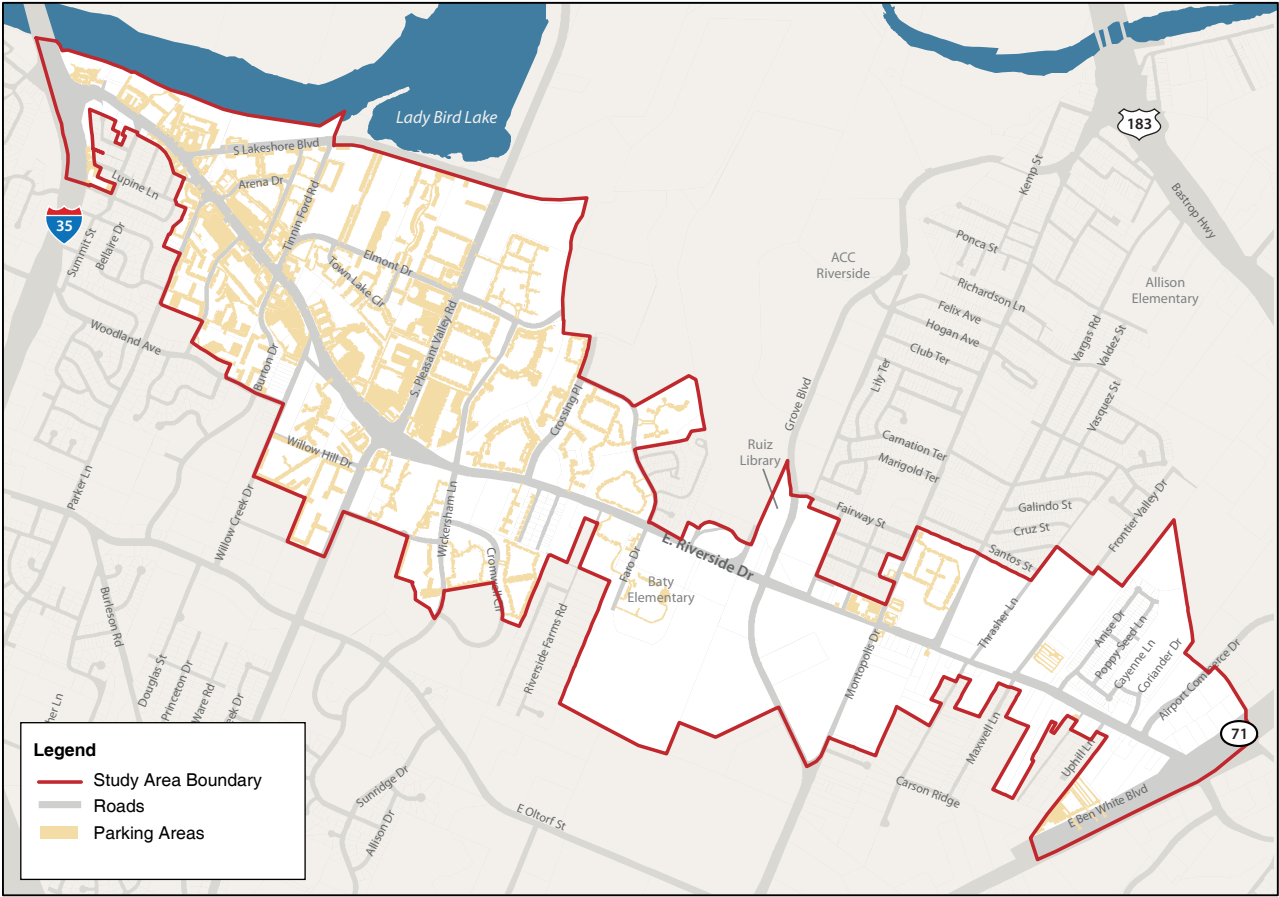 Lady Bird Lake
183
S Lakeshore Blvd
Kemp St
Arena Dr
Lupine Ln
Tinnin Ford Rd
Bastrop Hwy
35
Summit St
Bellaire Dr
Ponca St
ACC
Riverside
Elmont Dr
Town Lake Cir
Richardson Ln
Allison
Elementary
Felix Ave
Hogan Ave
Club Ter
Vargas Rd
Valdez St
Woodland Ave
S. Pleasant Valley Rd
Burton Dr
Lily Ter
Grove Blvd
Crossing Pl
Vasquez St
Willow Hill Dr
Ruiz
Library
Carnation Ter
Marigold Ter
Parker Ln
Willow Creek Dr
Wickersham Ln
Fairway St
Galindo St
Cruz St
Frontier Valley Dr
Santos St
E. Riverside Dr
Faro Dr
Cromwell Cir
Baty
Elementary
Burleson Rd
Riverside Farms Rd
Thrasher Ln
Anise Dr
Poppy Seed Ln
Cayenne Ln
Coriander Dr
Airport Commerce Dr
Montopolis Dr
Douglas St
Princeton Dr
Ware Rd
eek Dr
her Ln
71
Maxwell Ln
Uphill Ln
Carson Ridge
E Ben White Blvd
Sunridge Dr
Allison Dr
E Oltorf St
Legend
Study Area Boundary
Roads
Parking Areas